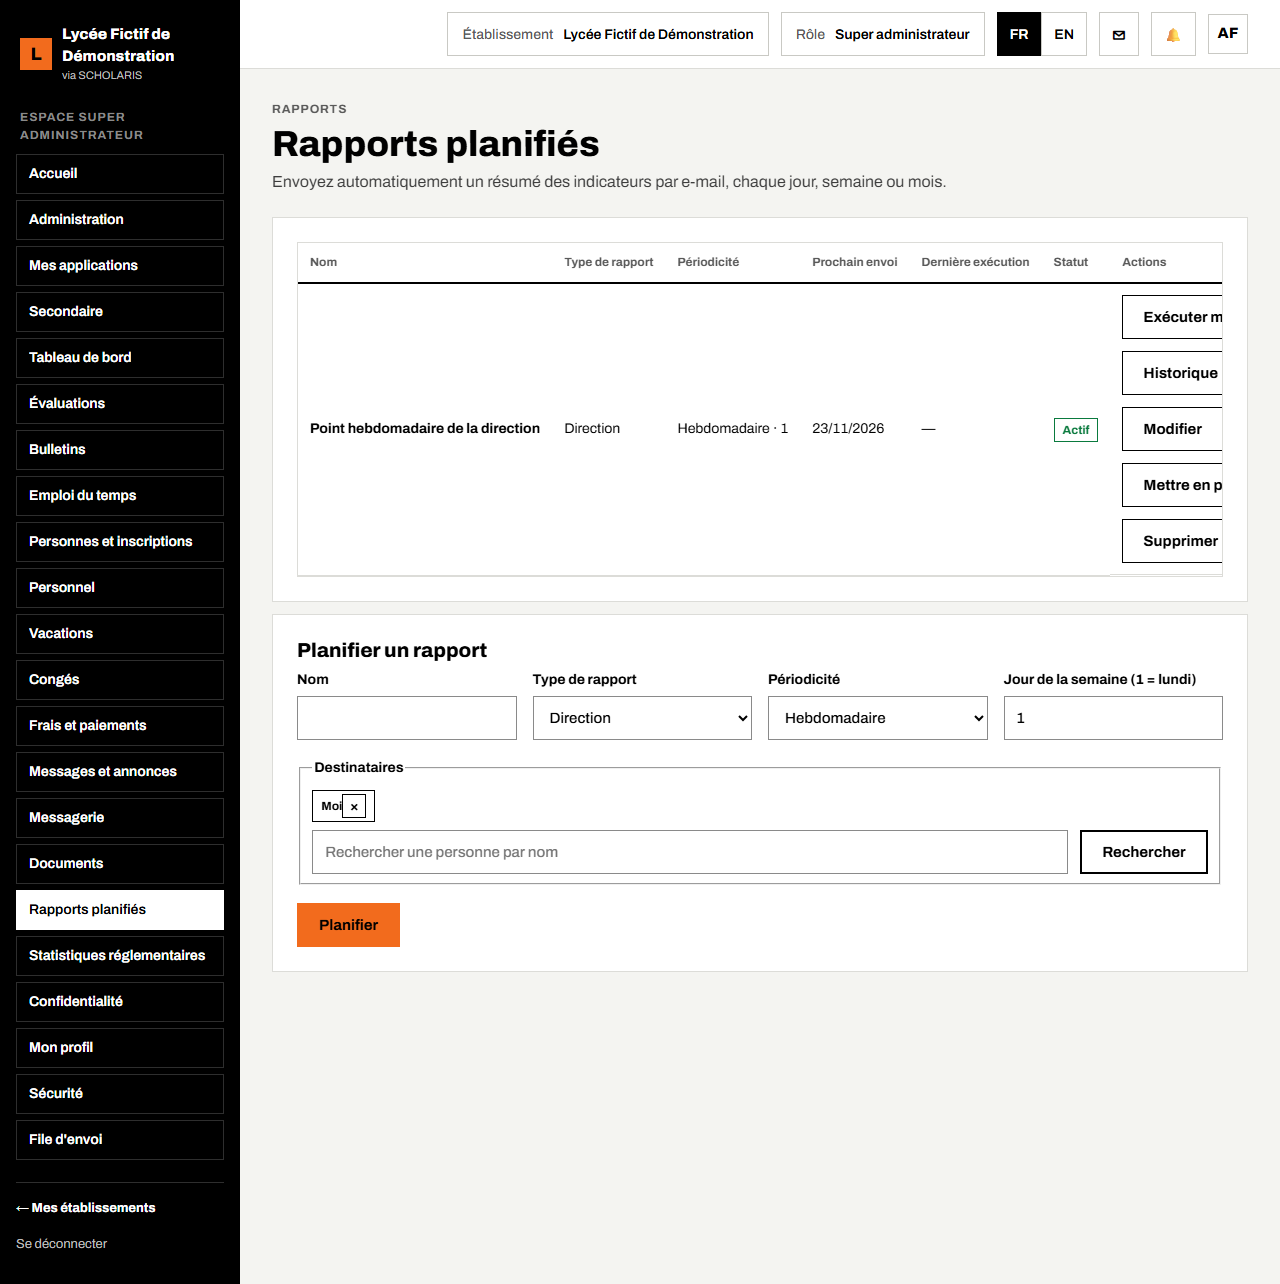 L
Lycée Fictif de
Démonstration
via SCHOLARIS
ESPACE SUPER
ADMINISTRATEUR
Accueil
Administration
Mes applications
Secondaire
Tableau de bord
Évaluations
Bulletins
Emploi du temps
Personnes et inscriptions
Personnel
Vacations
Congés
Frais et paiements
Messages et annonces
Messagerie
Documents
Rapports planifiés
Statistiques réglementaires
Confidentialité
Mon profil
Sécurité
File d'envoi
← Mes établissements
Se déconnecter
Établissement Lycée Fictif de Démonstration
Rôle Super administrateur
FR EN
AF
RAPPORTS
Rapports planifiés
Envoyez automatiquement un résumé des indicateurs par e-mail, chaque jour, semaine ou mois.
Nom Type de rapport Périodicité Prochain envoi Dernière exécution Statut Actions
Point hebdomadaire de la direction Direction Hebdomadaire · 1 23/11/2026 — Actif
Exécuter m
Historique
Modifier
Mettre en p
Supprimer
Planifier un rapport
Nom Type de rapport Périodicité Jour de la semaine (1 = lundi)
Direction Hebdomadaire 1
Destinataires
Moi ×
Rechercher une personne par nom Rechercher
Planifier